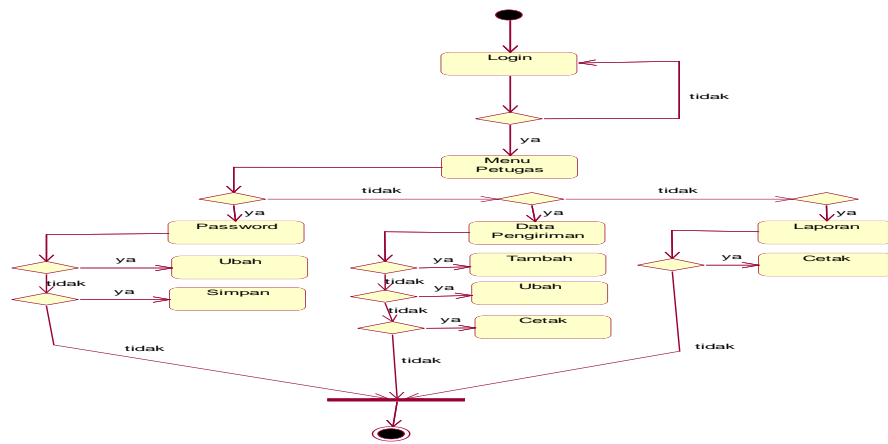 Login
tidak
ya
Menu
Petugas
tidak
tidak
ya
ya
ya
Password
Data
Pengiriman
Laporan
ya
Ubah
ya
Tambah
ya
Cetak
tidak
tidak
ya
Simpan
ya
Ubah
tidak
ya
Cetak
tidak
tidak
tidak